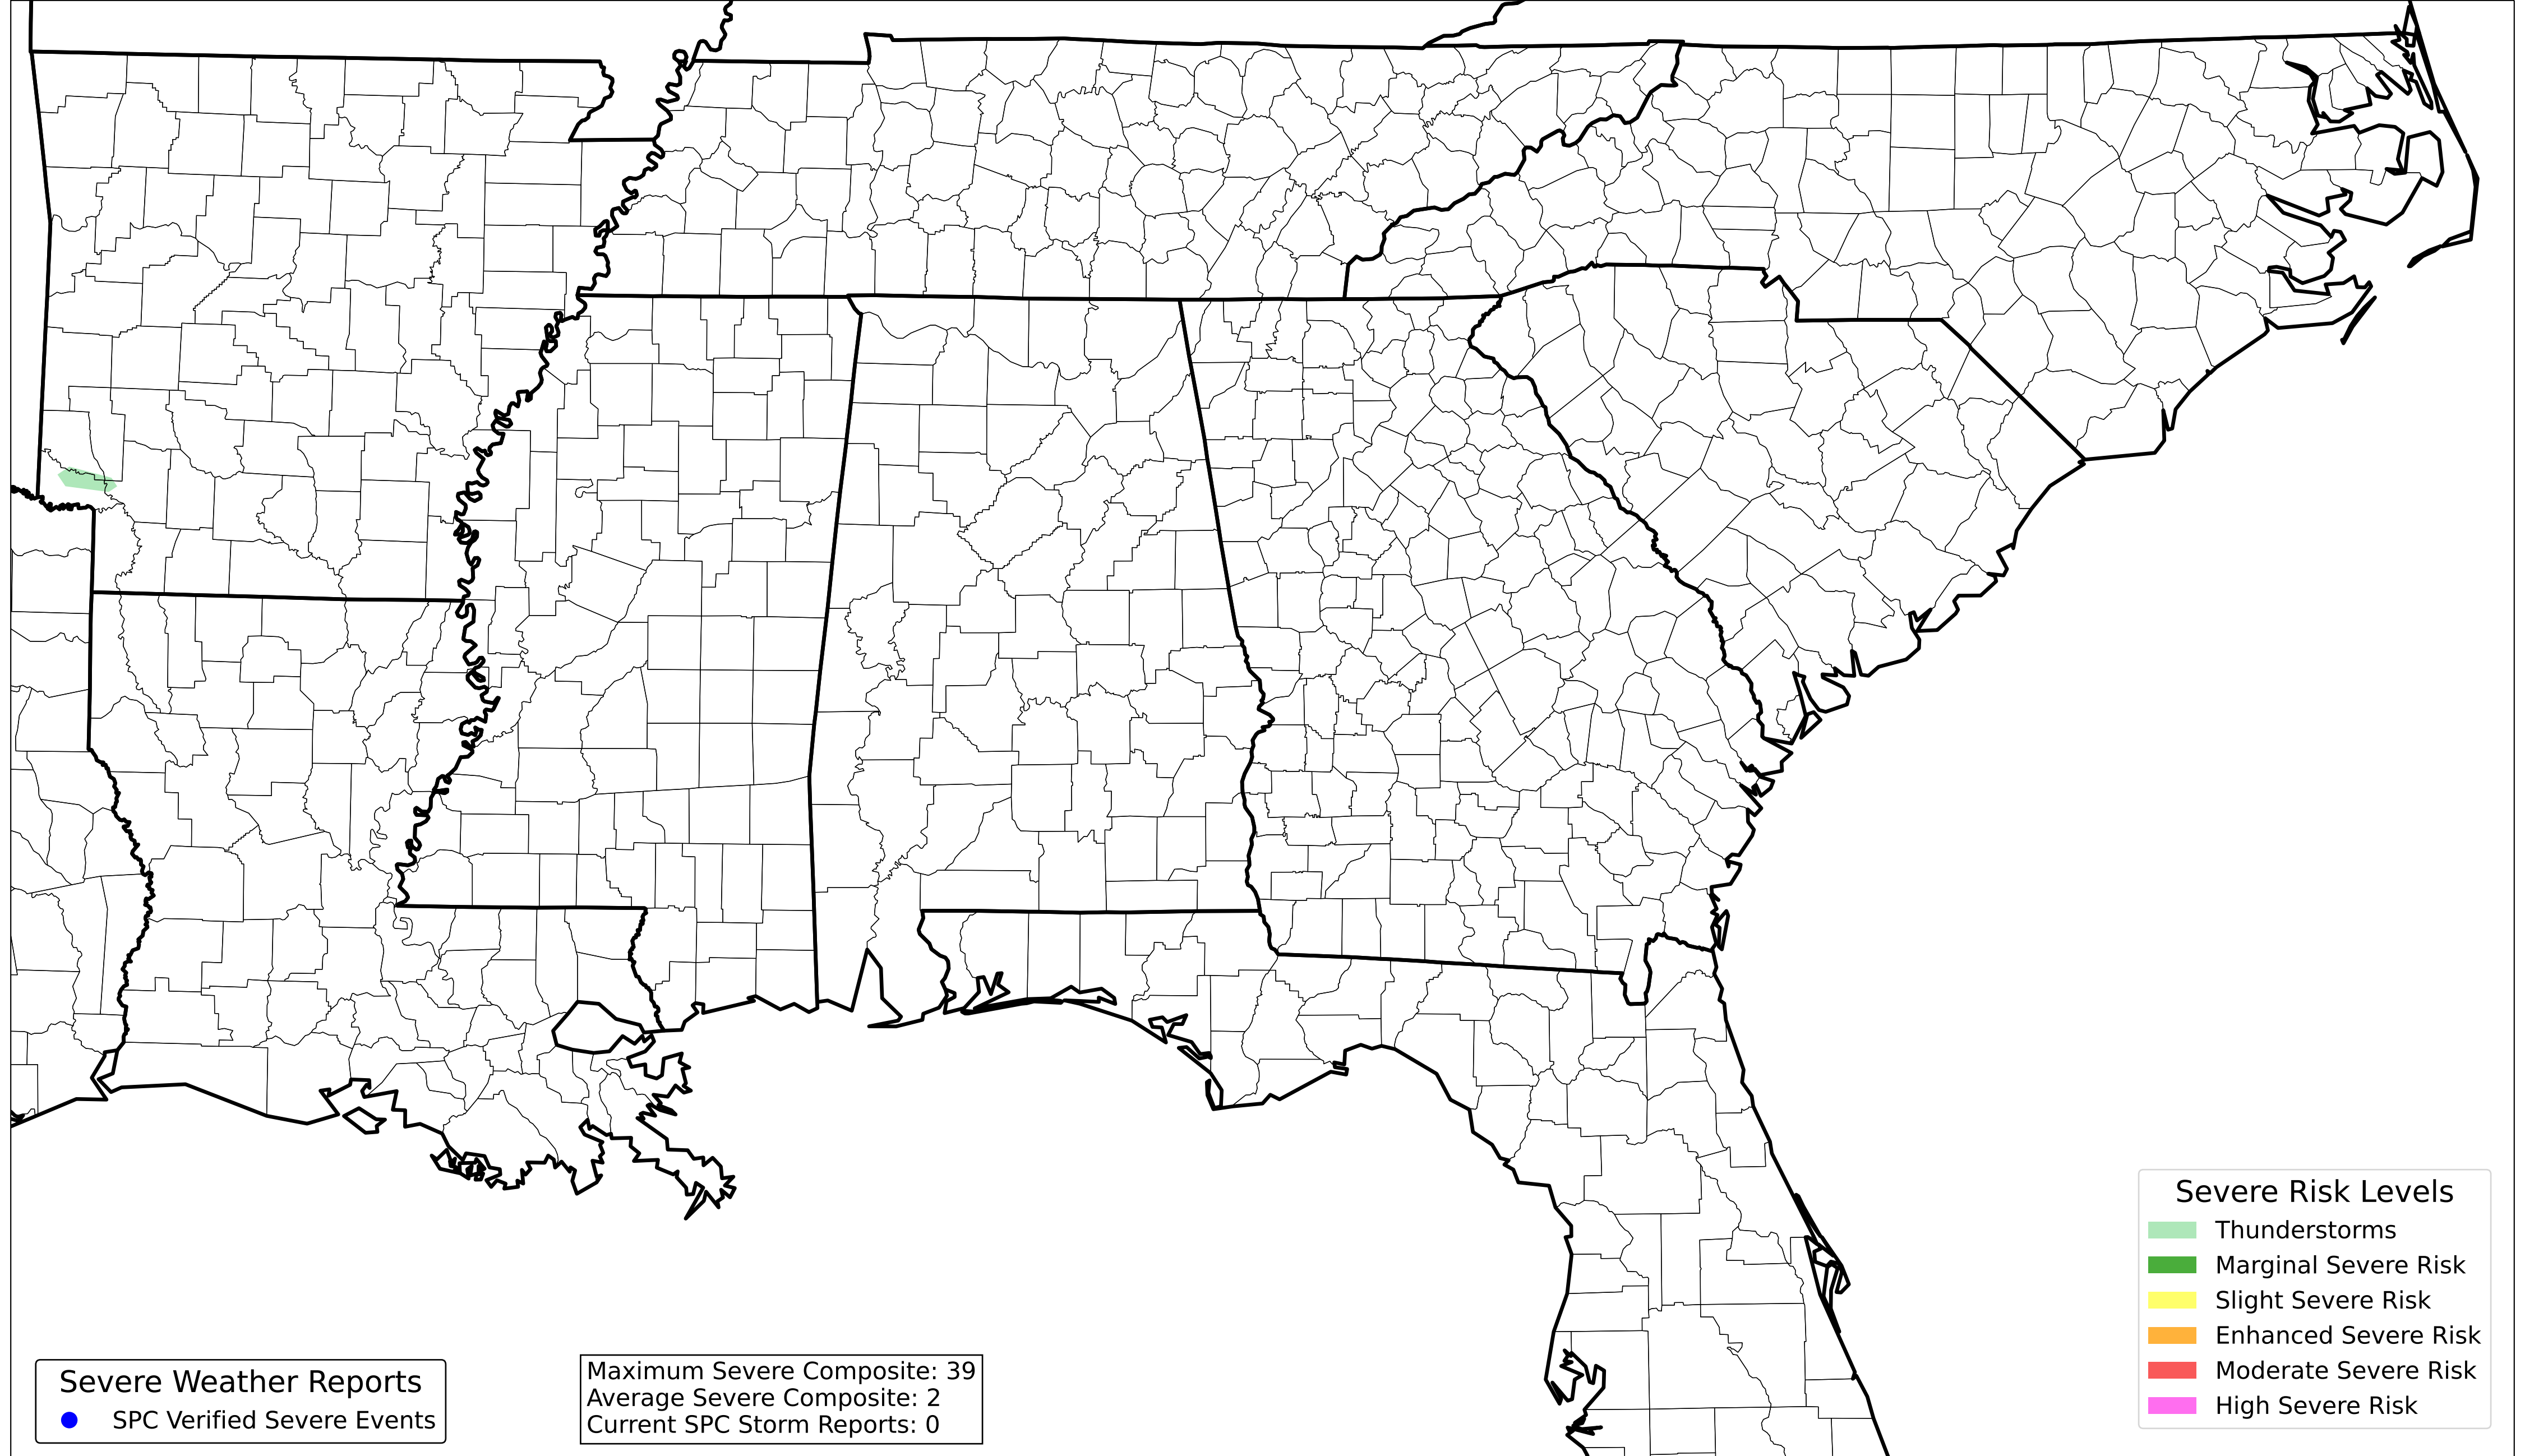 Severe Weather Reports
SPC Verified Severe Events
Maximum Severe Composite: 39
Average Severe Composite: 2
Current SPC Storm Reports: 0
Severe Risk Levels
Thunderstorms
Marginal Severe Risk
Slight Severe Risk
Enhanced Severe Risk
Moderate Severe Risk
High Severe Risk